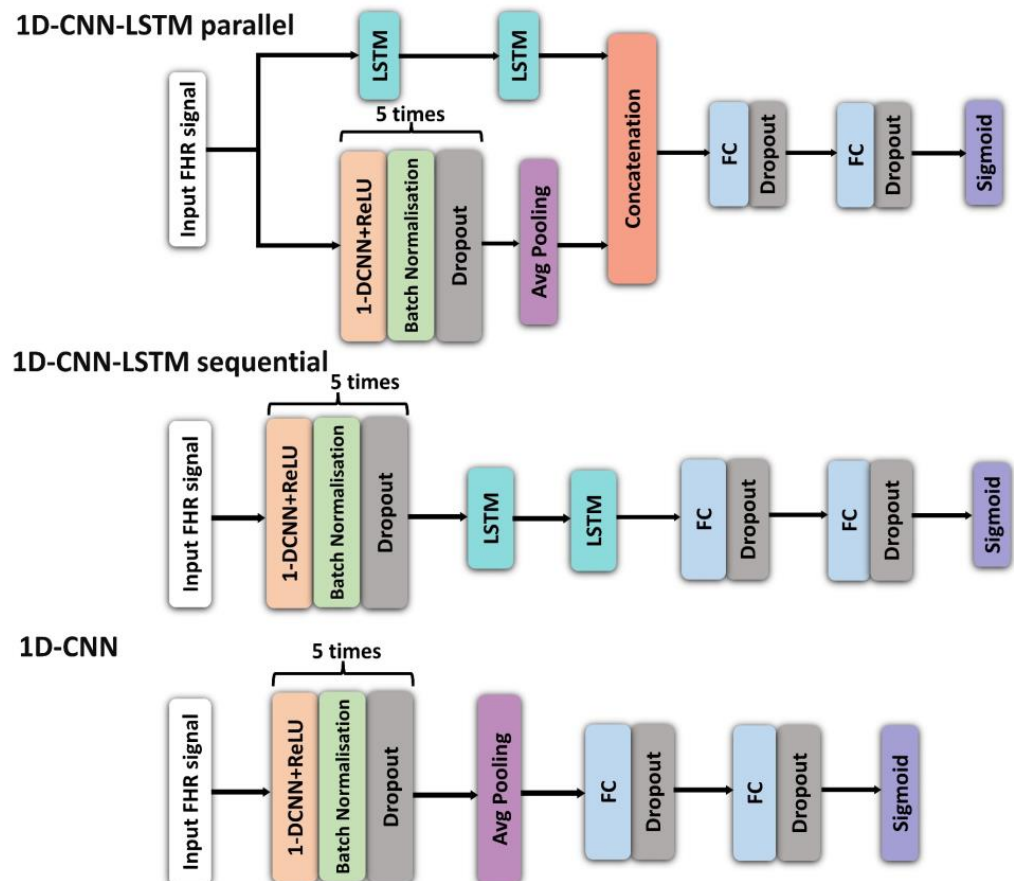 1D-CNN-LSTM parallel
Input FHR signal
LSTM
LSTM
5 times
1-DCNN+ReLU
Batch Normalisation
Dropout
Avg Pooling
Concatenation
FC
Dropout
FC
Dropout
Sigmoid
1D-CNN-LSTM sequential
5 times
Input FHR signal
1-DCNN+ReLU
Batch Normalisation
Dropout
LSTM
LSTM
FC
Dropout
FC
Dropout
Sigmoid
1D-CNN
5 times
Input FHR signal
1-DCNN+ReLU
Batch Normalisation
Dropout
Avg Pooling
FC
Dropout
FC
Dropout
Sigmoid